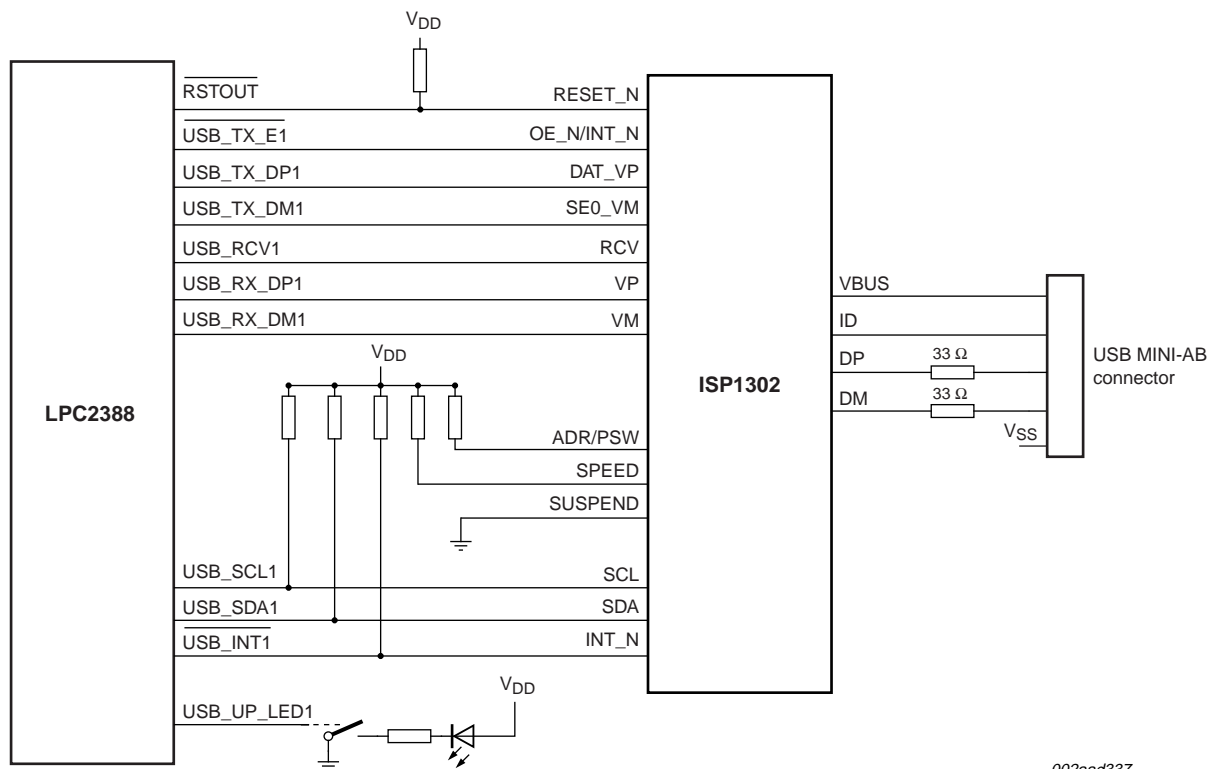 VDD
RSTOUT RESET_N
USB_TX_E1 OE_N/INT_N
USB_TX_DP1 DAT_VP
USB_TX_DM1 SE0_VM
USB_RCV1 RCV
USB_RX_DP1 VP
USB_RX_DM1 VM
VBUS
ID
DP 33 Ω
DM 33 Ω
VSS
USB MINI-AB
connector
VDD
LPC2388
ISP1302
ADR/PSW
SPEED
SUSPEND
USB_SCL1 SCL
USB_SDA1 SDA
USB_INT1 INT_N
VDD
USB_UP_LED1